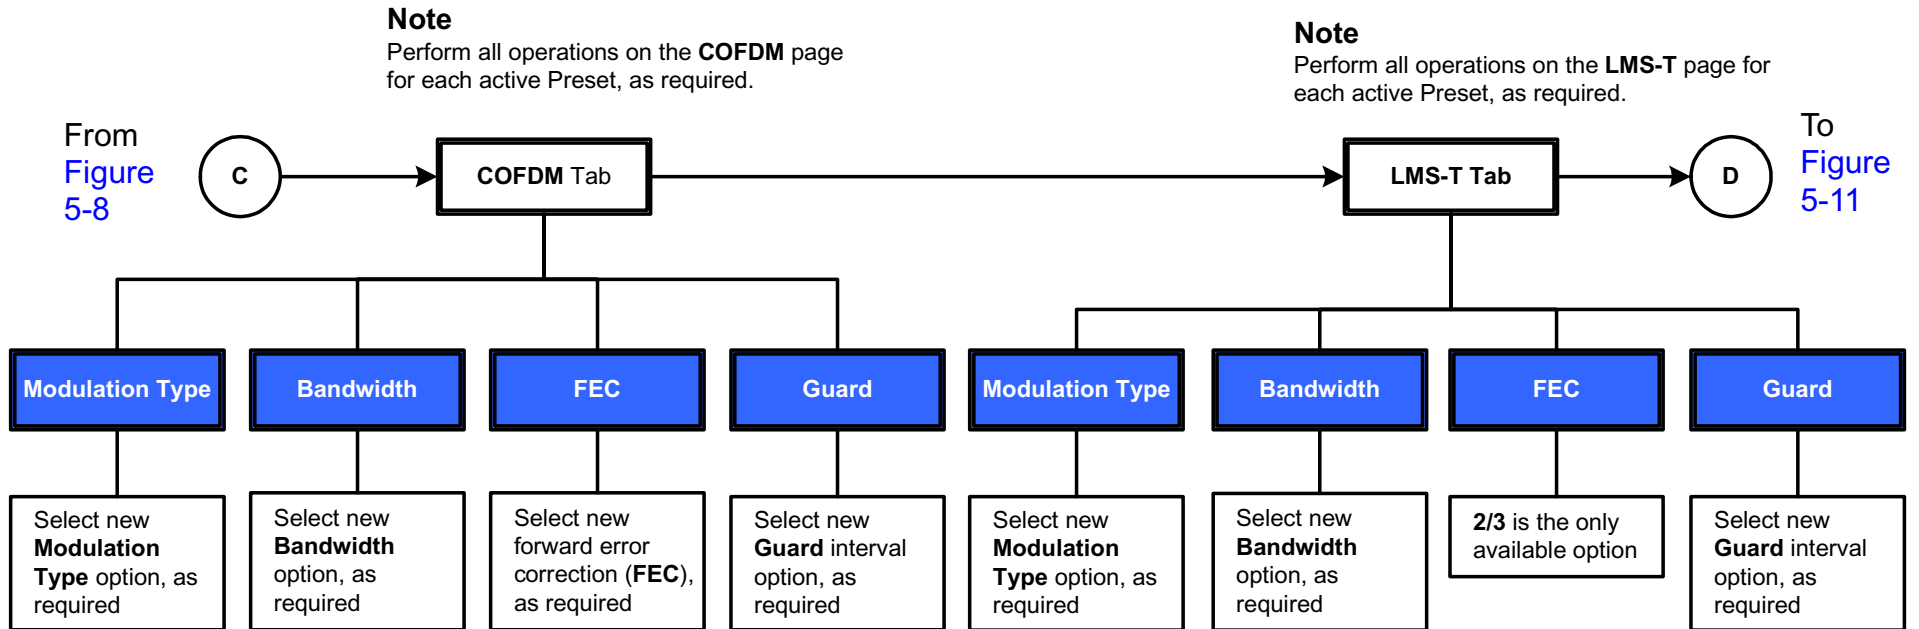 Note
Perform all operations on the COFDM page
for each active Preset, as required.
Note
Perform all operations on the LMS-T page for
each active Preset, as required.
From
Figure
5-8
C
COFDM Tab
LMS-T Tab
D
To
Figure
5-11
Modulation Type
Bandwidth
FEC
Guard
Modulation Type
Bandwidth
FEC
Guard
Select new
Modulation
Type option, as
required
Select new
Bandwidth
option, as
required
Select new
forward error
correction (FEC),
as required
Select new
Guard interval
option, as
required
Select new
Modulation
Type option, as
required
Select new
Bandwidth
option, as
required
2/3 is the only
available option
Select new
Guard interval
option, as
required